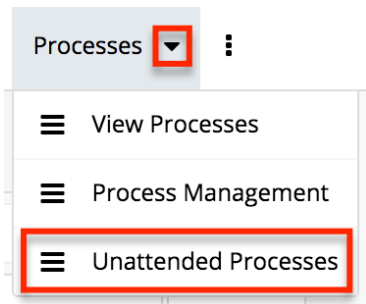 Processes
View Processes
Process Management
Unattended Processes